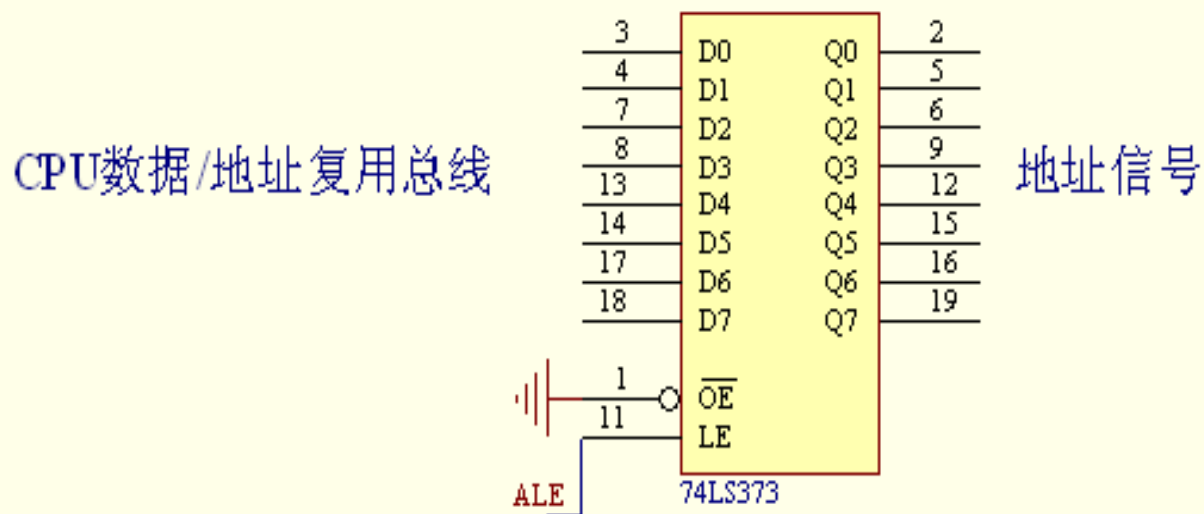 3 D0 Q0 2
4 D1 Q1 5
7 D2 Q2 6
8 D3 Q3 9
CPU数据/地址复用总线
地址信号
13 D4 Q4 12
14 D5 Q5 15
17 D6 Q6 16
18 D7 Q7 19
1 OE
11 LE
ALE
74LS373